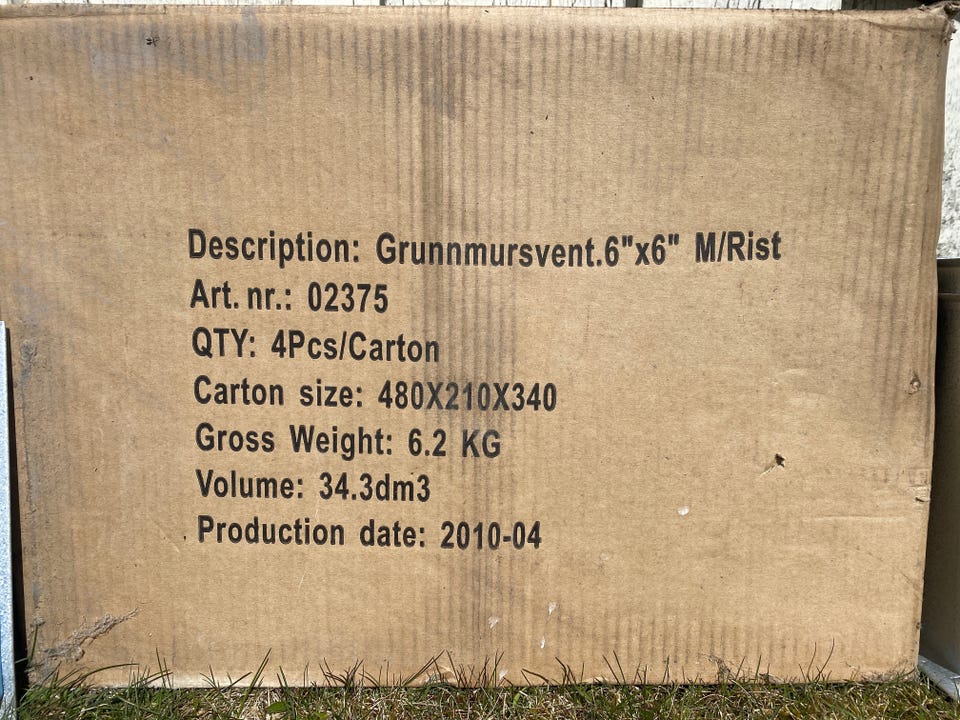 Description: Grunnmursvent.6"x6" M/Rist
Art. nr.: 02375
QTY: 4Pcs/Carton
Carton size: 480X210X340
Gross Weight: 6.2 KG
Volume: 34.3dm3
Production date: 2010-04